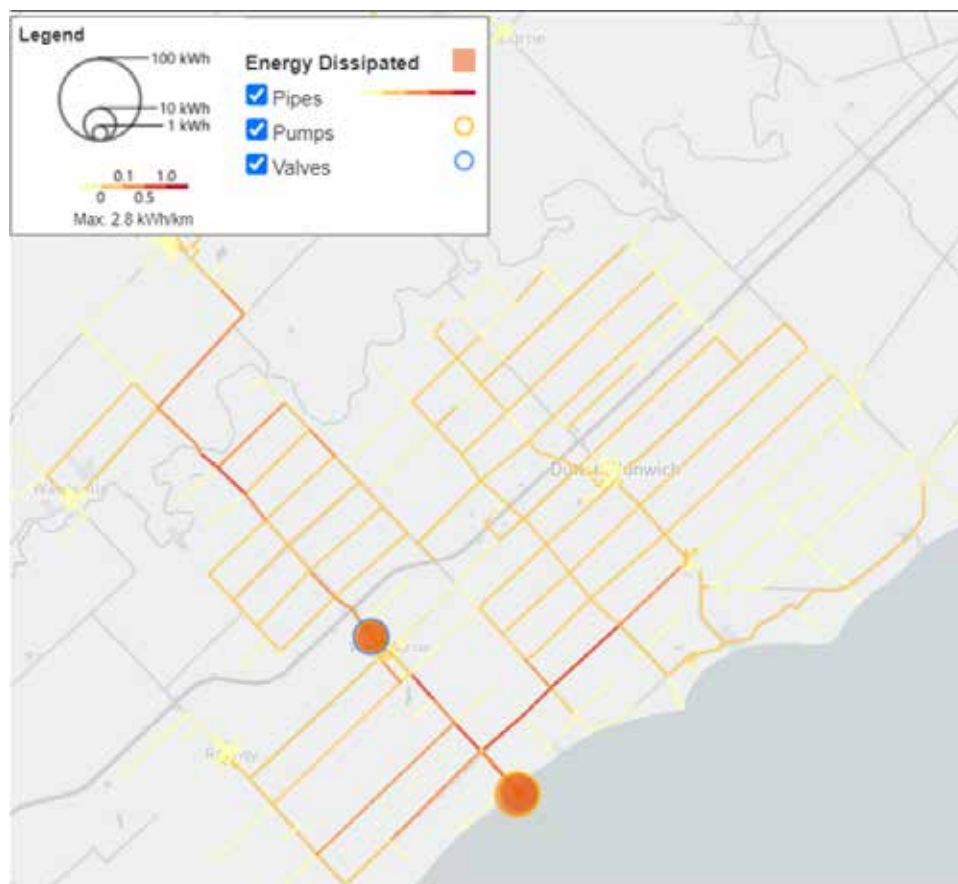 Legend
100 kWh
10 kWh
1 kWh
0.1 1.0
0 0.5
Max: 2.8 kWh/km
Energy Dissipated
Pipes
Pumps
Valves